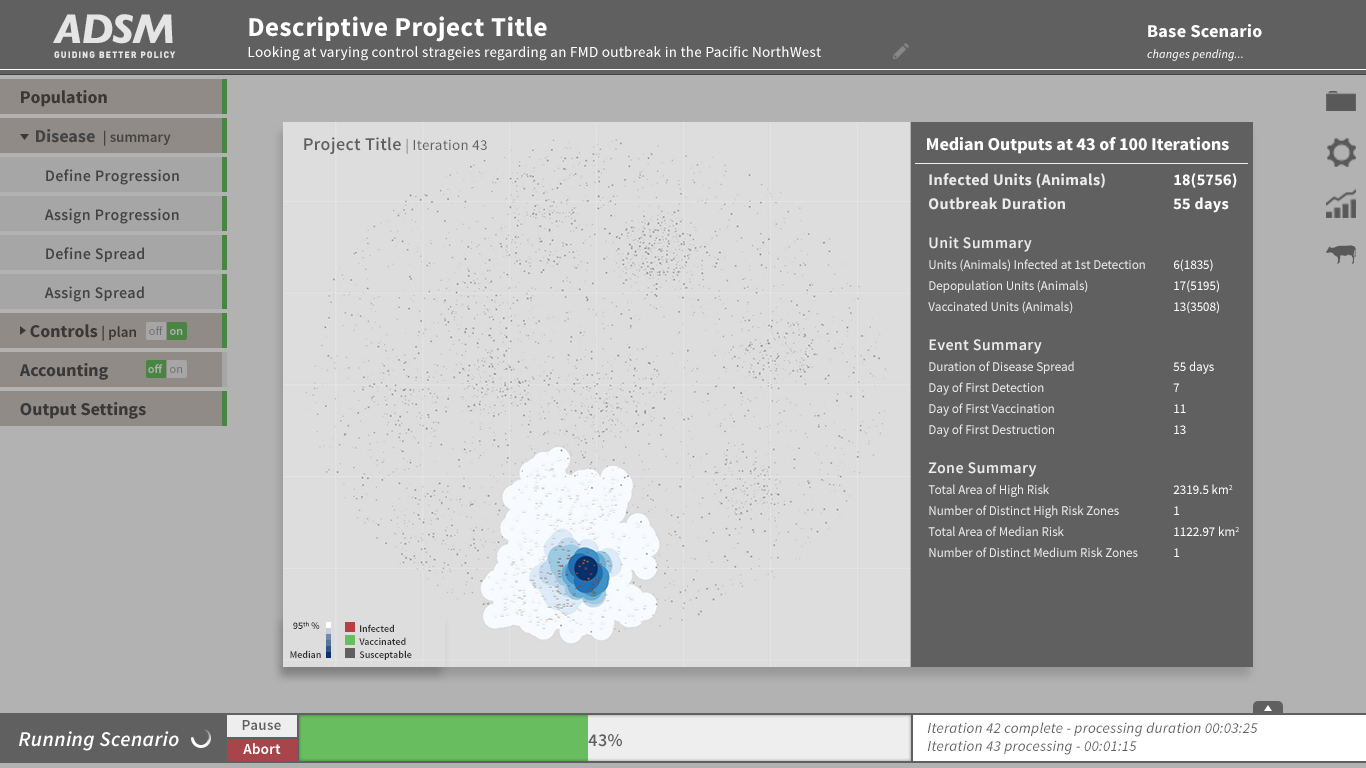 ADSM
GUIDING BETTER POLICY
Descriptive Project Title
Looking at varying control strageies regarding an FMD outbreak in the Pacific NorthWest
Base Scenario
changes pending...
Population
Disease | summary
Define Progression
Assign Progression
Define Spread
Assign Spread
Controls | plan off on
Accounting off on
Output Settings
Project Title | Iteration 43
95th %
Median
Infected
Vaccinated
Susceptable
Median Outputs at 43 of 100 Iterations
Infected Units (Animals) 18(5756)
Outbreak Duration 55 days
Unit Summary
Units (Animals) Infected at 1st Detection 6(1835)
Depopulation Units (Animals) 17(5195)
Vaccinated Units (Animals) 13(3508)
Event Summary
Duration of Disease Spread 55 days
Day of First Detection 7
Day of First Vaccination 11
Day of First Destruction 13
Zone Summary
Total Area of High Risk 2319.5 km²
Number of Distinct High Risk Zones 1
Total Area of Median Risk 1122.97 km²
Number of Distinct Medium Risk Zones 1
Running Scenario
Pause
Abort
43%
Iteration 42 complete - processing duration 00:03:25
Iteration 43 processing - 00:01:15